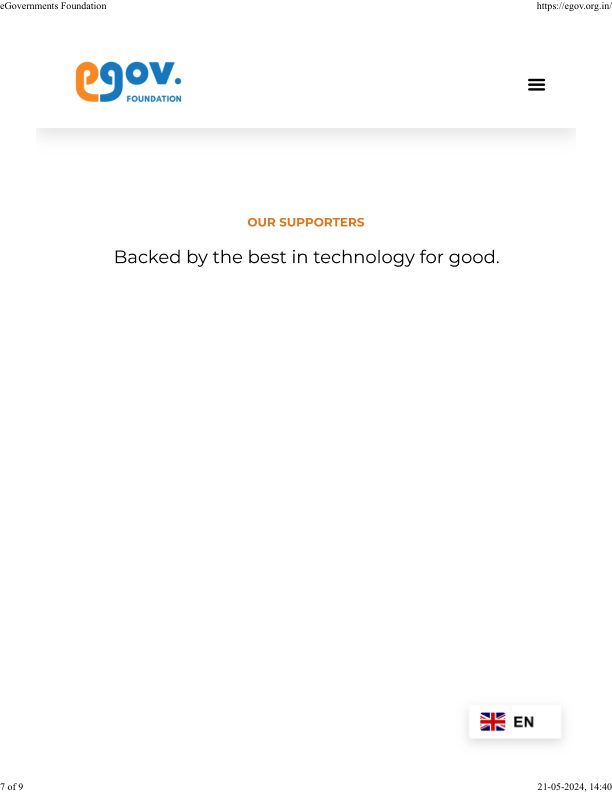 eGovernments Foundation https://egov.org.in/
egov.
FOUNDATION
OUR SUPPORTERS
Backed by the best in technology for good.
EN
7 of 9 21-05-2024, 14:40